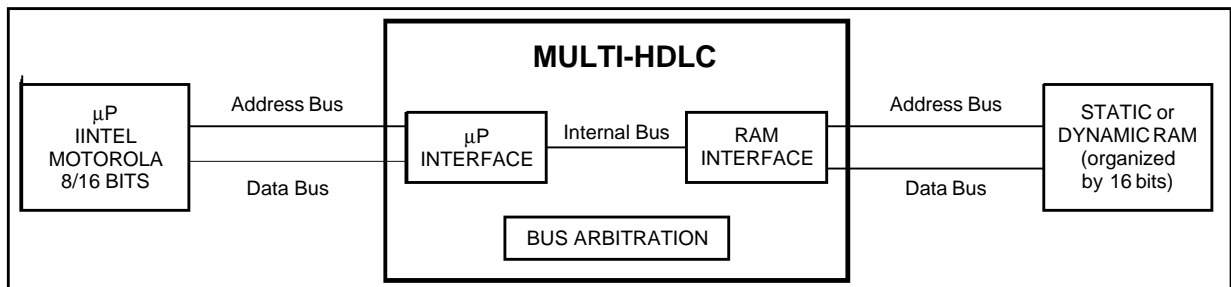 MULTI-HDLC
µP
IINTEL
MOTOROLA
8/16 BITS
Address Bus
Data Bus
µP
INTERFACE
Internal Bus
RAM
INTERFACE
BUS ARBITRATION
Address Bus
Data Bus
STATIC or
DYNAMIC RAM
(organized
by 16 bits)